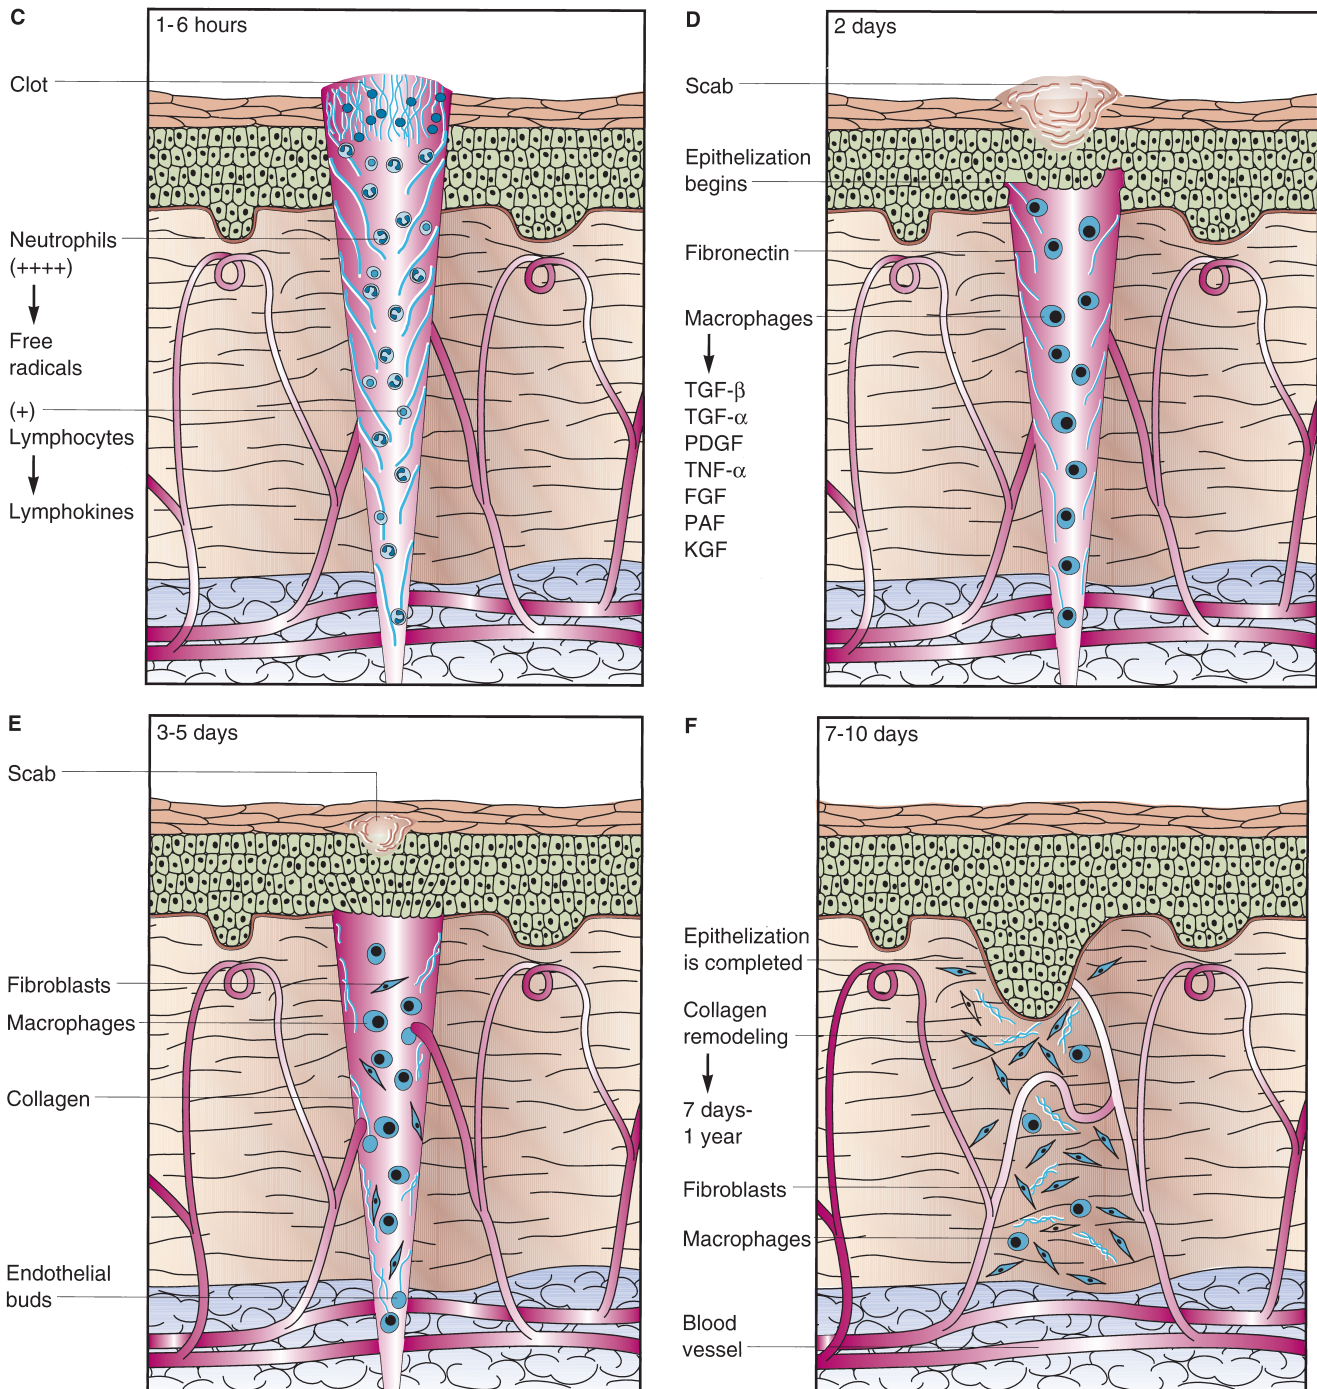 C
1-6 hours
Clot
Neutrophils
(++++)
Free
radicals
(+)
Lymphocytes
Lymphokines
D
2 days
Scab
Epithelization
begins
Fibronectin
Macrophages
TGF-β
TGF-α
PDGF
TNF-α
FGF
PAF
KGF
E
3-5 days
Scab
Fibroblasts
Macrophages
Collagen
Endothelial
buds
F
7-10 days
Epithelization
is completed
Collagen
remodeling
7 days-
1 year
Fibroblasts
Macrophages
Blood
vessel